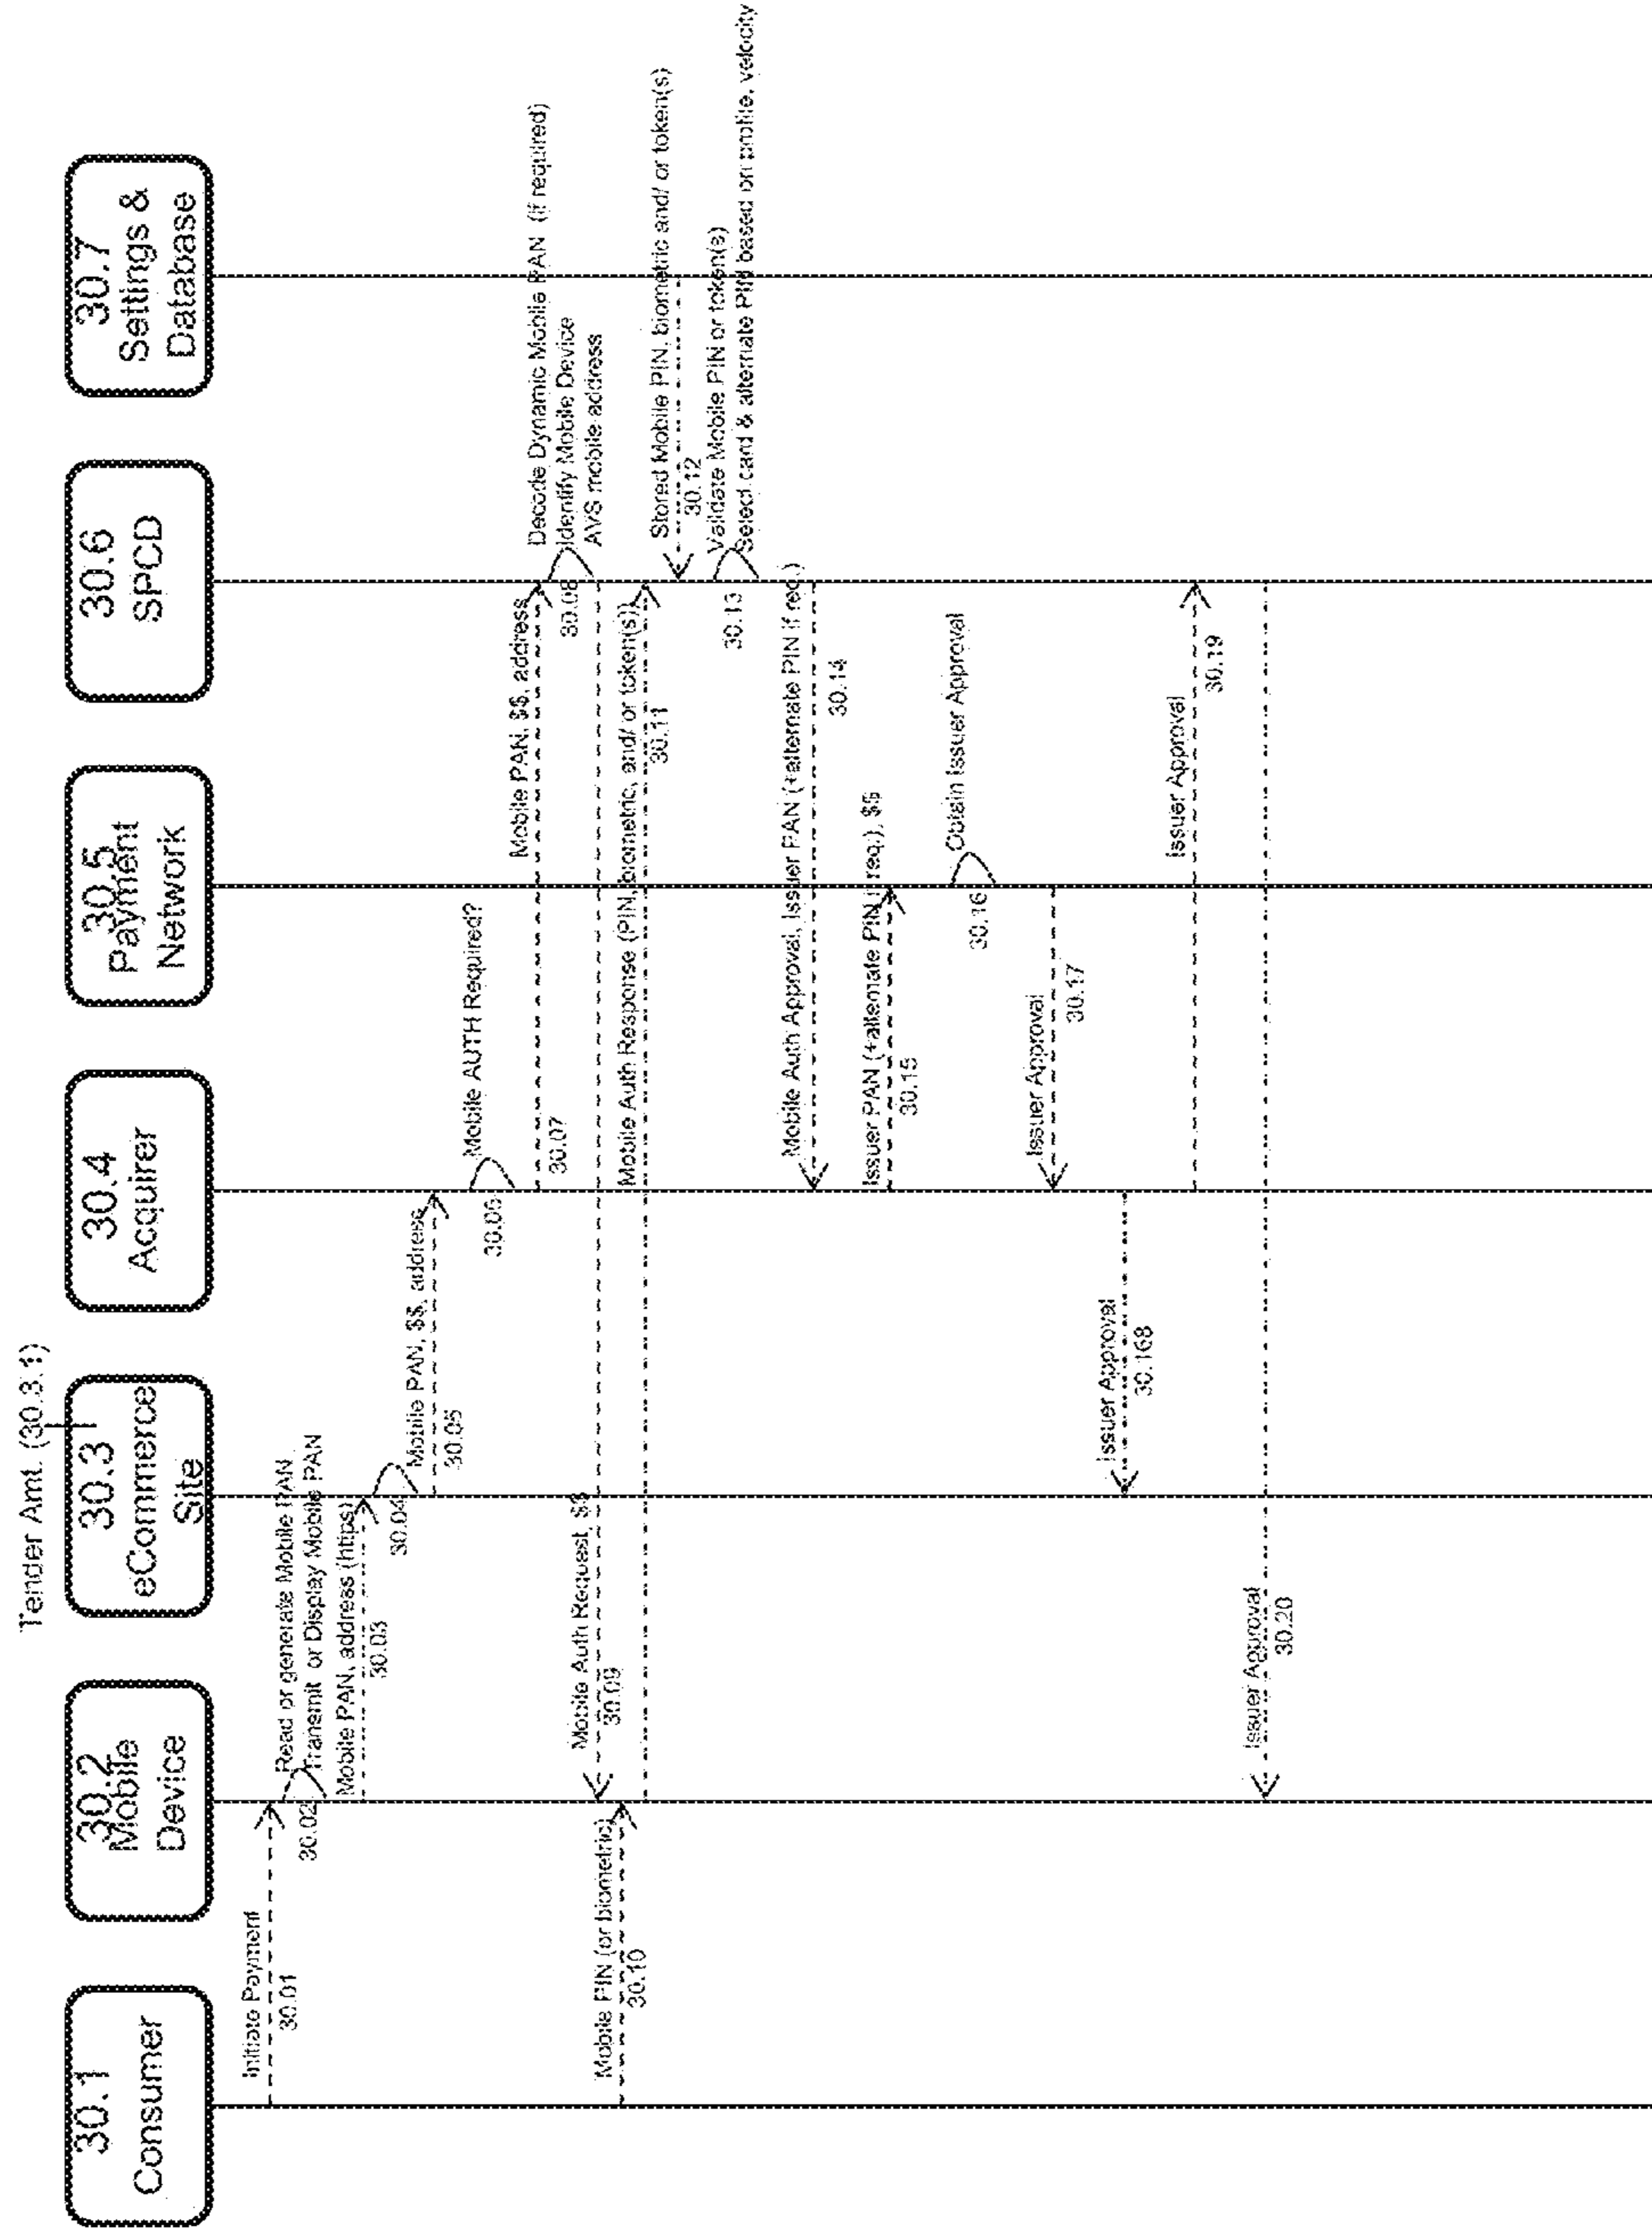 Tender Amt. (30.3.1)
30.1
Consumer
30.2
Mobile
Device
30.3
eCommerce
Site
30.4
Acquirer
30.5
Payment
Network
30.6
SPCD
30.7
Settings &
Database
Initiate Payment
30.01
Read or generate Mobile PAN
Transmit or Display Mobile PAN
30.02
Mobile PAN, address (https)
30.03
30.04
Mobile PAN, $$, address
30.05
Mobile AUTH Required?
Mobile PAN, $$, address
30.07
Decode Dynamic Mobile PAN (if required)
Identify Mobile Device
AVS mobile address
30.08
Mobile Auth Request, $$
30.09
Mobile PIN (or biometric)
30.10
Mobile Auth Response (PIN, biometric, and/ or token(s))
30.11
Stored Mobile PIN, biometric and/ or token(s)
30.12
Validate Mobile PIN or token(s)
Select card & alternate PIN based on profile, velocity
30.13
Mobile Auth Approval, Issuer PAN (+alternate PIN if req.)
30.14
Issuer PAN (+alternate PIN if req.), $$
30.15
Obtain Issuer Approval
30.16
Issuer Approval
30.17
Issuer Approval
30.168
Issuer Approval
30.19
Issuer Approval
30.20